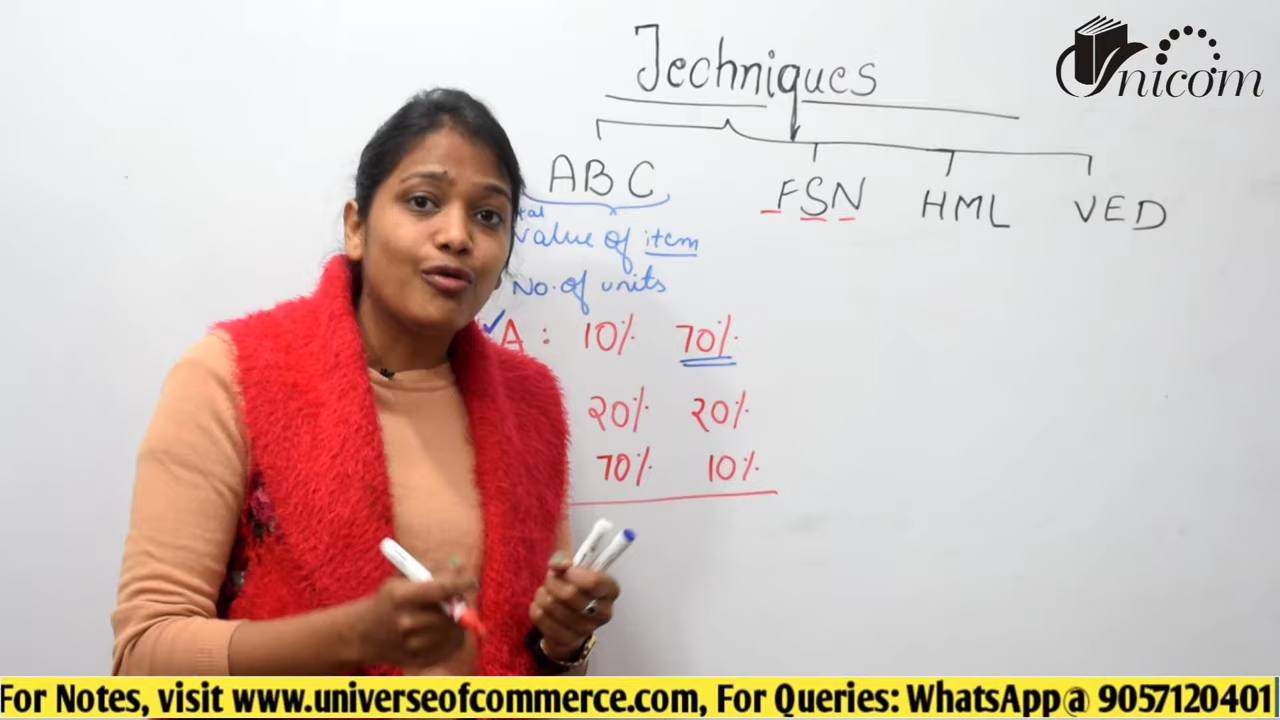 Techniques
Unicom
ABC FSN HML VED
value of item
No. of units
A : 10% 70%
20% 20%
70% 10%
For Notes, visit www.universeofcommerce.com, For Queries: WhatsApp@ 9057120401